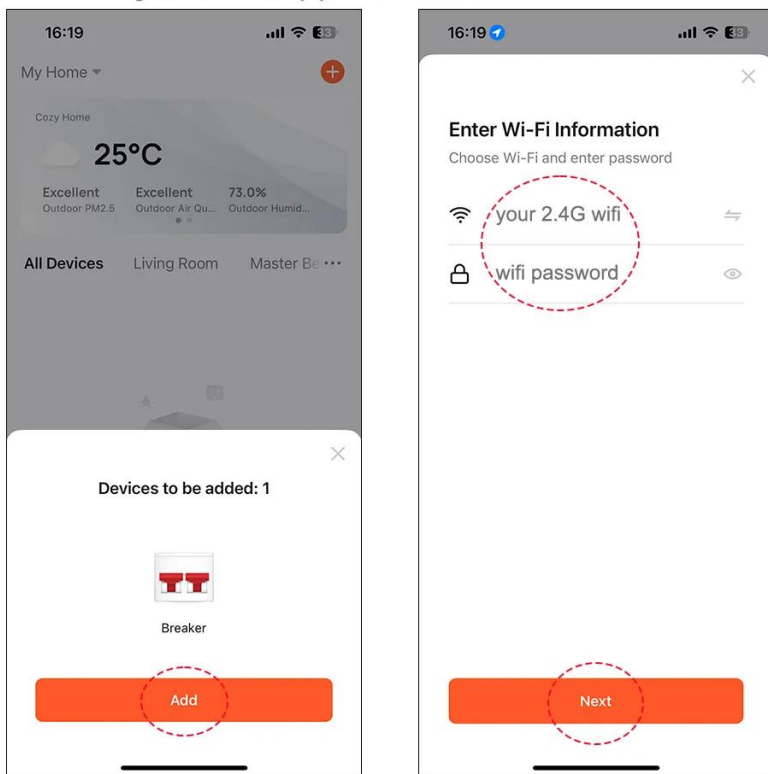 16:19
33
My Home
Cozy Home
25°C
Excellent Excellent 73.0%
Outdoor PM2.5 Outdoor Air Qu... Outdoor Humid...
All Devices Living Room Master Be ...
Devices to be added: 1
Breaker
Add
16:19
33
Enter Wi-Fi Information
Choose Wi-Fi and enter password
your 2.4G wifi
wifi password
Next